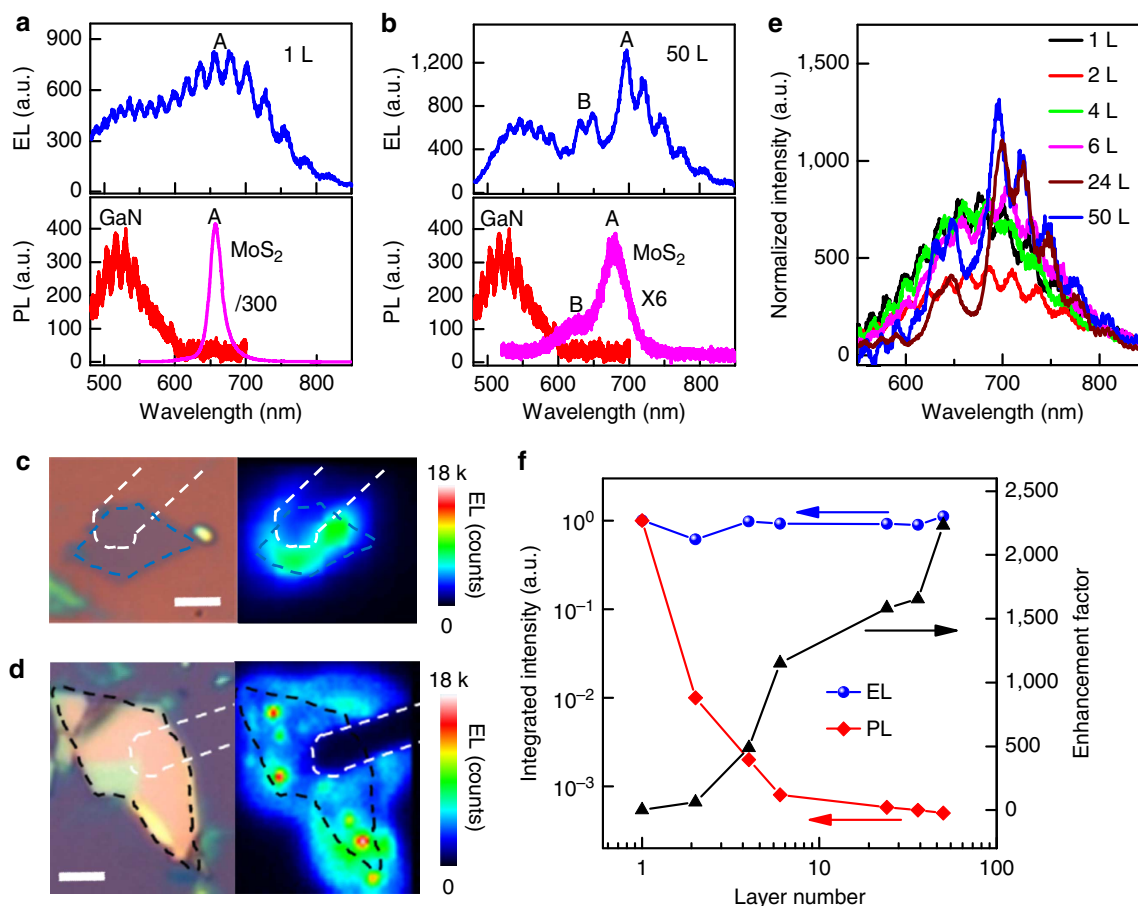 a
900
600
300
0
EL (a.u.)
A
1 L
400
300
200
100
0
PL (a.u.)
GaN
A
MoS2
/300
500 600 700 800
Wavelength (nm)
b
1,200
800
400
0
EL (a.u.)
B
A
50 L
400
300
200
100
0
PL (a.u.)
GaN
B
A
MoS2
X6
500 600 700 800
Wavelength (nm)
e
1,500
1,000
500
0
Normalized intensity (a.u.)
1 L
2 L
4 L
6 L
24 L
50 L
600 700 800
Wavelength (nm)
c
18 k
0
EL (counts)
d
18 k
0
EL (counts)
f
10⁰
10⁻¹
10⁻²
10⁻³
Integrated intensity (a.u.)
EL
PL
2,500
2,000
1,500
1,000
500
0
Enhancement factor
1 10 100
Layer number